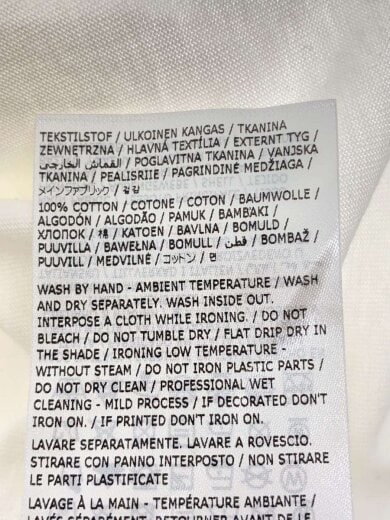 TEKSTILSTOF / ULKOINEN KANGAS / TKANINA
ZEWNĘTRZNA / HLAVNÁ TEXTÍLIA / EXTERNT TYG /
القماش الخارجي / POGLAVITNA TKANINA / VANJSKA
TKANINA / PEALISRIIE / PAGRINDINĖ MEDŽIAGA /
メインファブリック / 겉감
100% COTTON / COTONE / COTON / BAUMWOLLE /
ALGODÓN / ALGODÃO / PAMUK / ΒΑΜΒΑΚΙ /
ХЛОПОК / 棉 / KATOEN / BAVLNA / BOMULD /
PUUVILLA / BAWEŁNA / BOMULL / قطن / BOMBAŽ /
PUUVILL / MEDVILNĖ / コットン / 면
WASH BY HAND - AMBIENT TEMPERATURE / WASH
AND DRY SEPARATELY. WASH INSIDE OUT.
INTERPOSE A CLOTH WHILE IRONING. / DO NOT
BLEACH / DO NOT TUMBLE DRY / FLAT DRIP DRY IN
THE SHADE / IRONING LOW TEMPERATURE -
WITHOUT STEAM / DO NOT IRON PLASTIC PARTS /
DO NOT DRY CLEAN / PROFESSIONAL WET
CLEANING - MILD PROCESS / IF DECORATED DON'T
IRON ON. / IF PRINTED DON'T IRON ON.
LAVARE SEPARATAMENTE. LAVARE A ROVESCIO.
STIRARE CON PANNO INTERPOSTO / NON STIRARE
LE PARTI PLASTIFICATE
LAVAGE À LA MAIN - TEMPÉRATURE AMBIANTE /
LAVÉS SÉPARÉMENT. RETOURNER AVANT DE LE